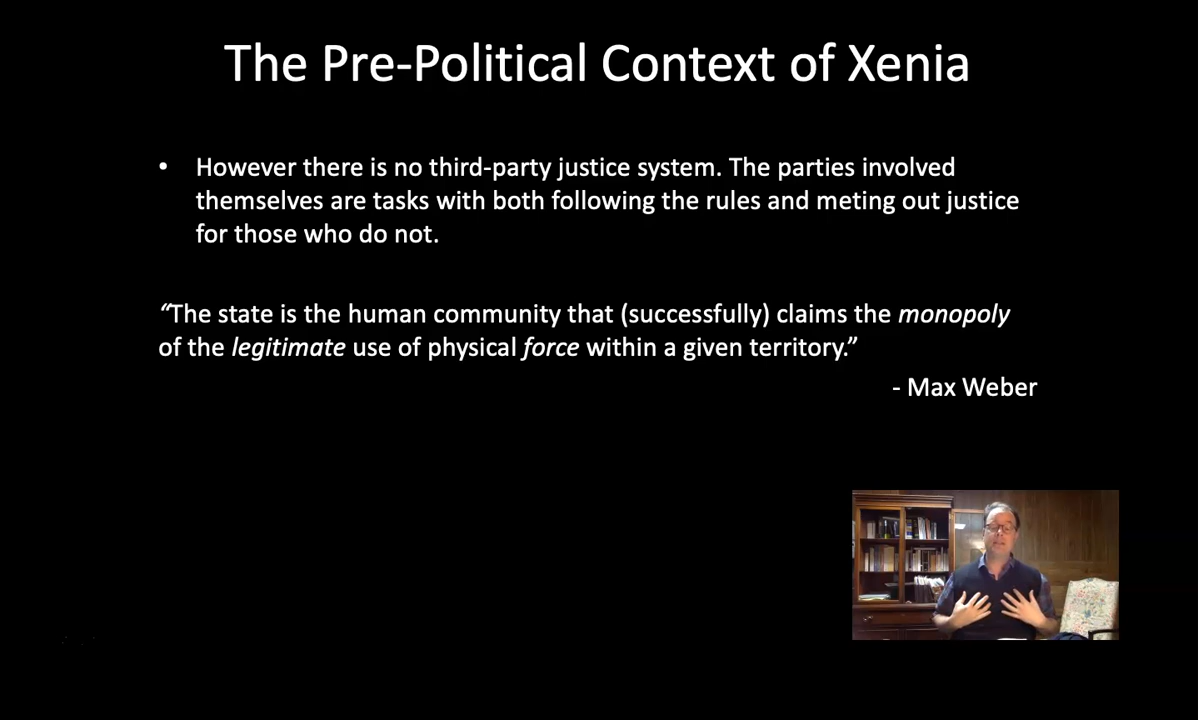 The Pre-Political Context of Xenia
• However there is no third-party justice system. The parties involved
themselves are tasks with both following the rules and meting out justice
for those who do not.
“The state is the human community that (successfully) claims the monopoly
of the legitimate use of physical force within a given territory.”
- Max Weber